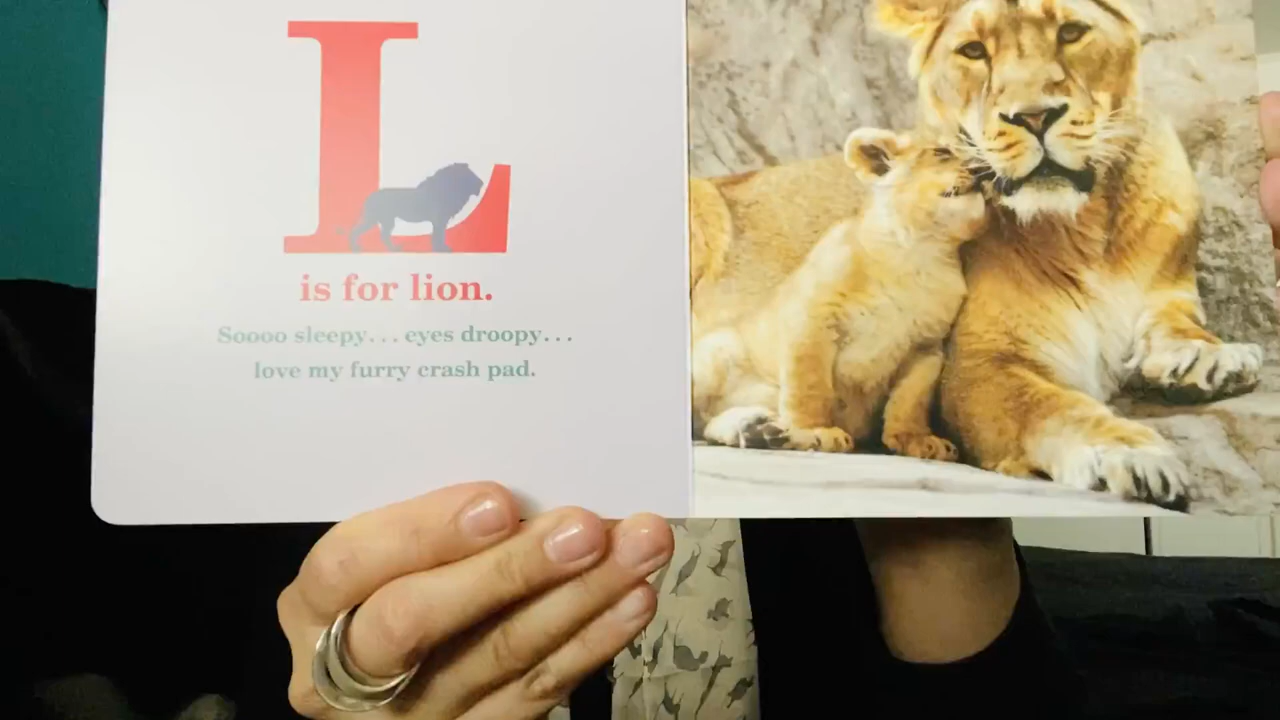 L
is for lion.
Soooo sleepy... eyes droopy...
love my furry crash pad.